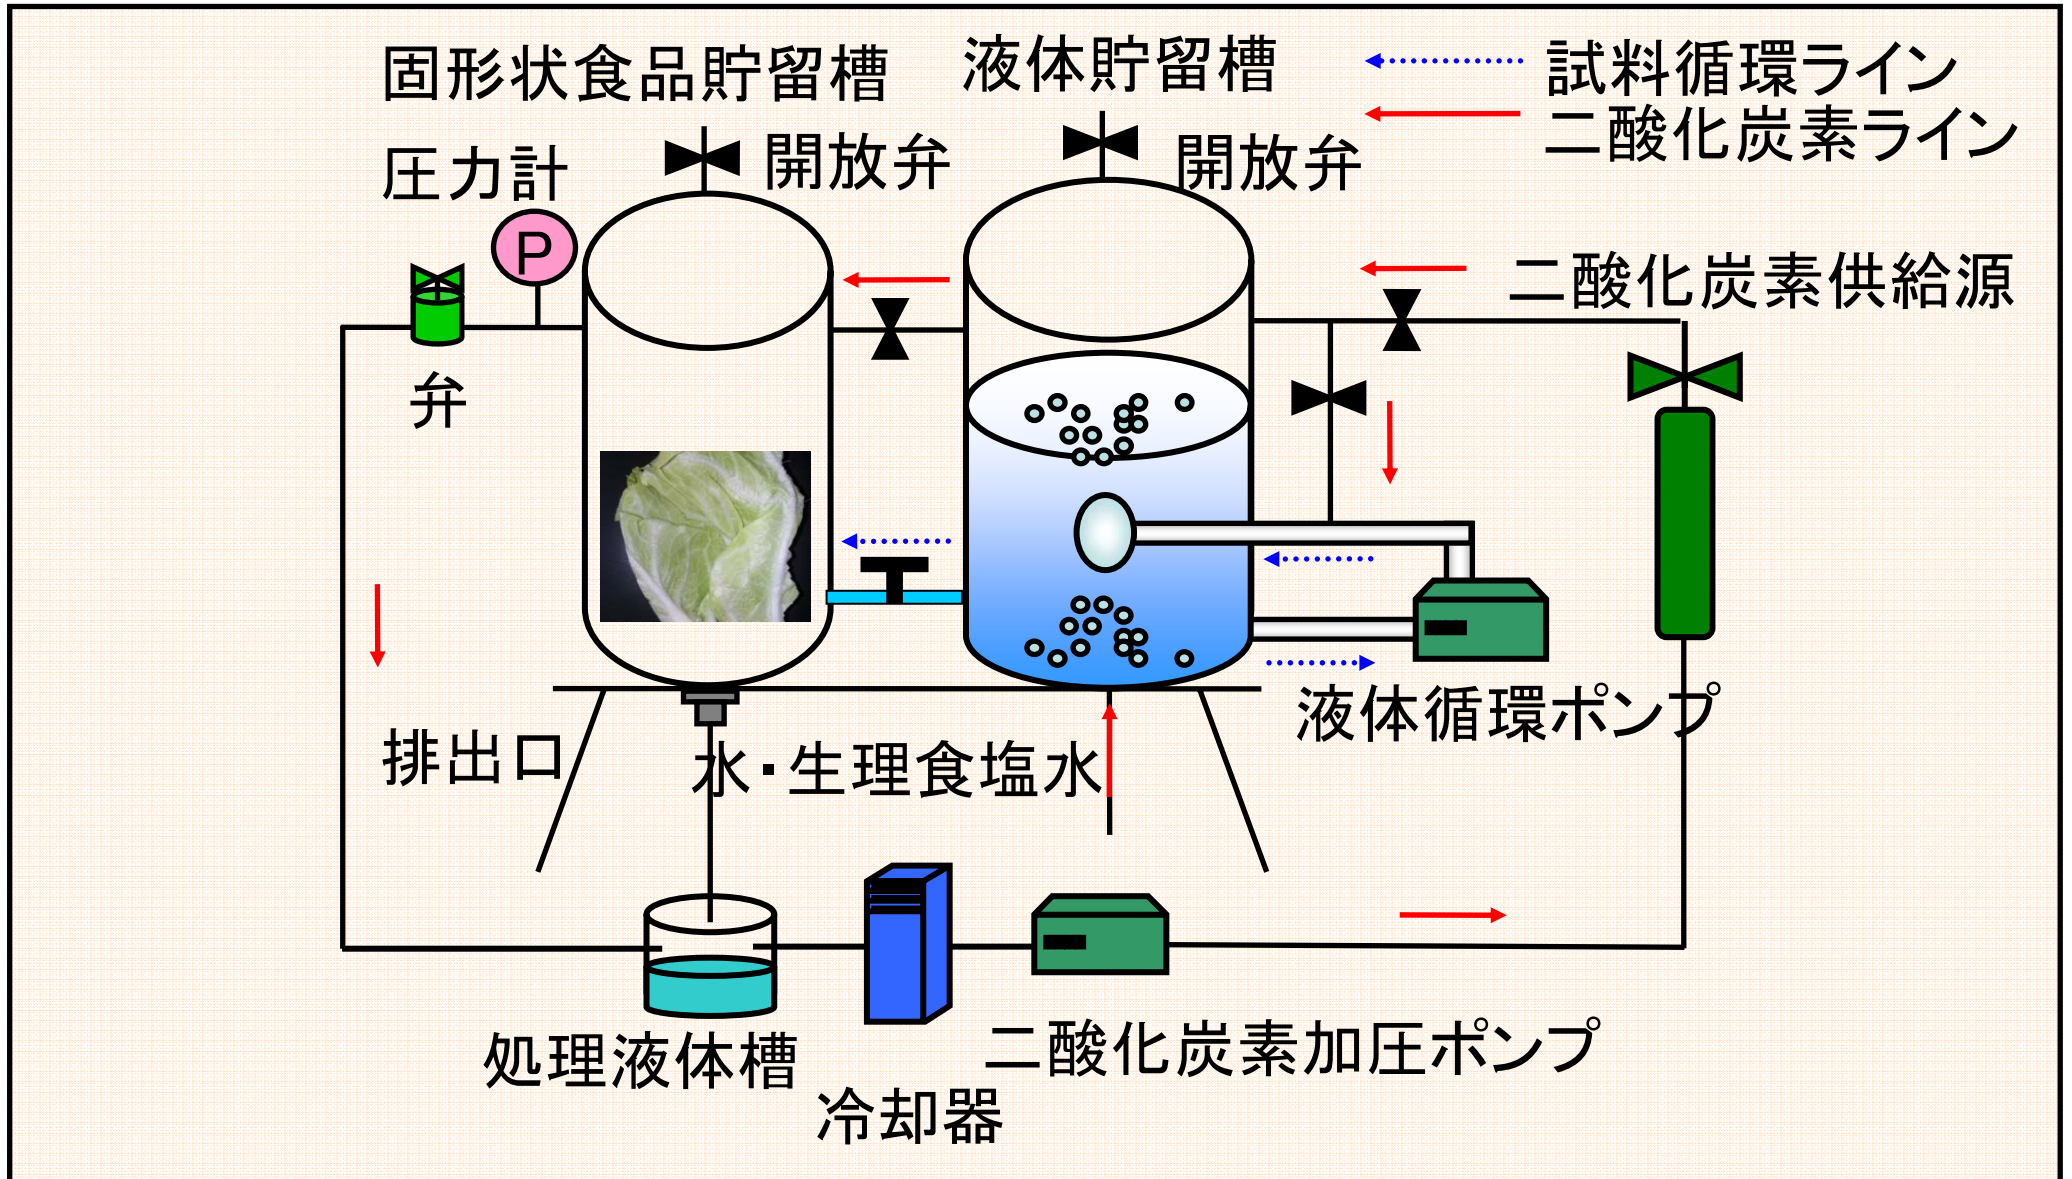 固形状食品貯留槽
液体貯留槽
試料循環ライン
二酸化炭素ライン
圧力計
開放弁
開放弁
P
二酸化炭素供給源
弁
液体循環ポンプ
排出口
水・生理食塩水
処理液体槽
二酸化炭素加圧ポンプ
冷却器